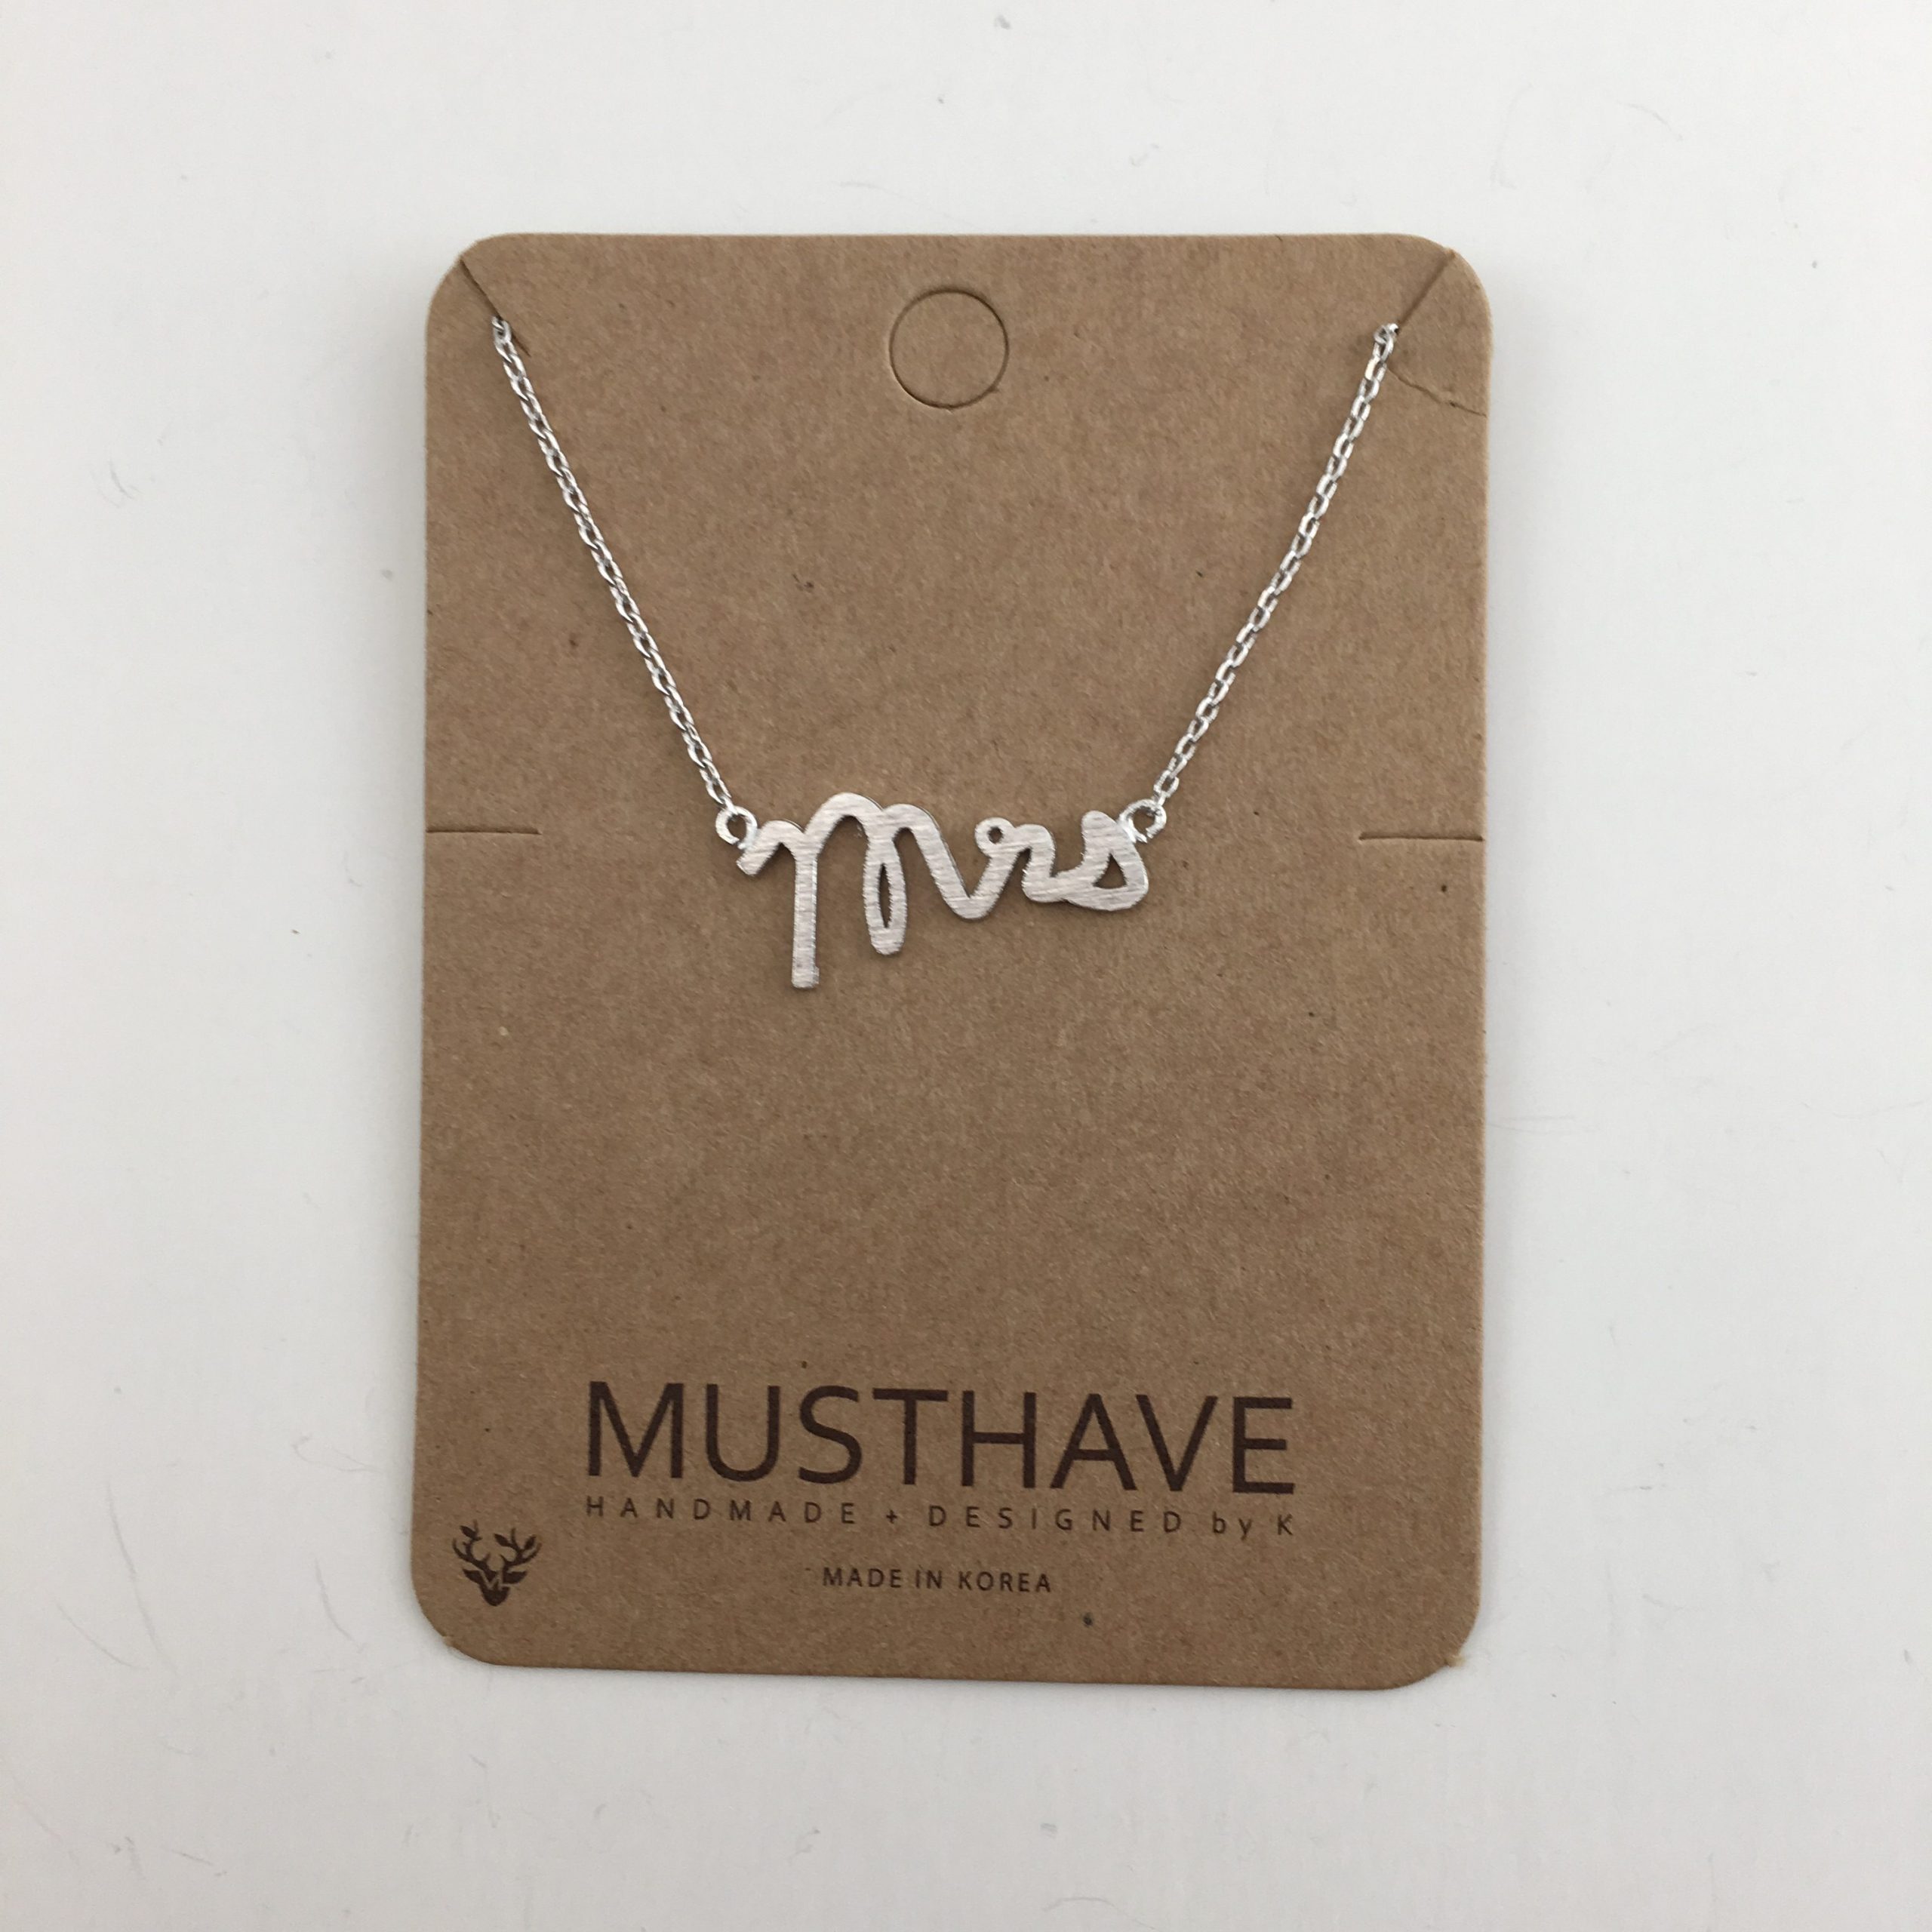 mrs
MUSTHAVE
HANDMADE + DESIGNED by K
MADE IN KOREA